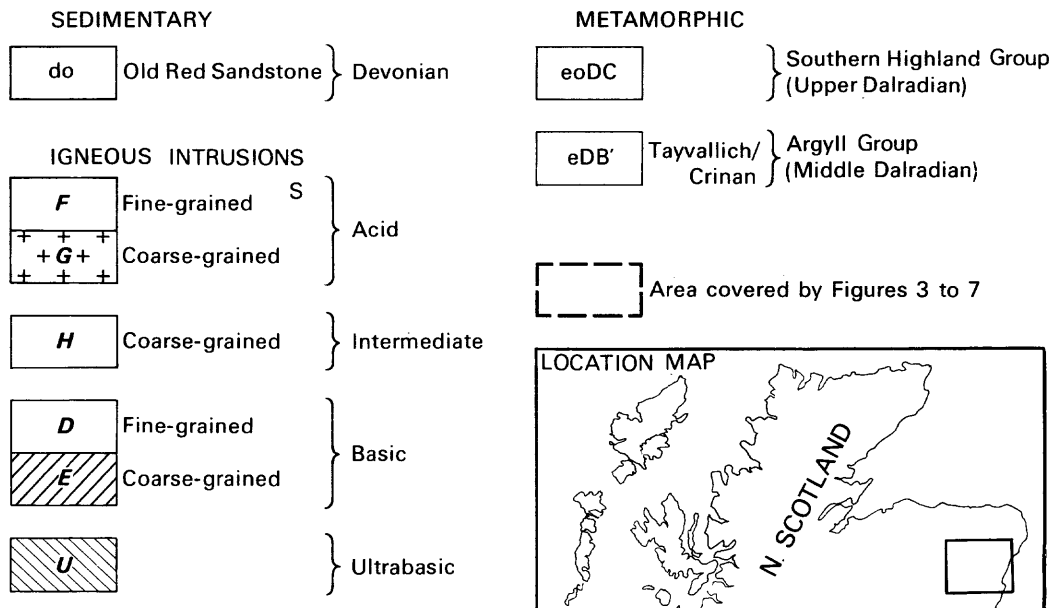 SEDIMENTARY
do Old Red Sandstone Devonian
IGNEOUS INTRUSIONS
S
F Fine-grained
Acid
+ + +
+ G + Coarse-grained
+ + +
H Coarse-grained Intermediate
D Fine-grained
Basic
E Coarse-grained
U Ultrabasic
METAMORPHIC
eoDC Southern Highland Group
(Upper Dalradian)
eDB' Tayvallich/ Argyll Group
Crinan (Middle Dalradian)
Area covered by Figures 3 to 7
LOCATION MAP
N. SCOTLAND